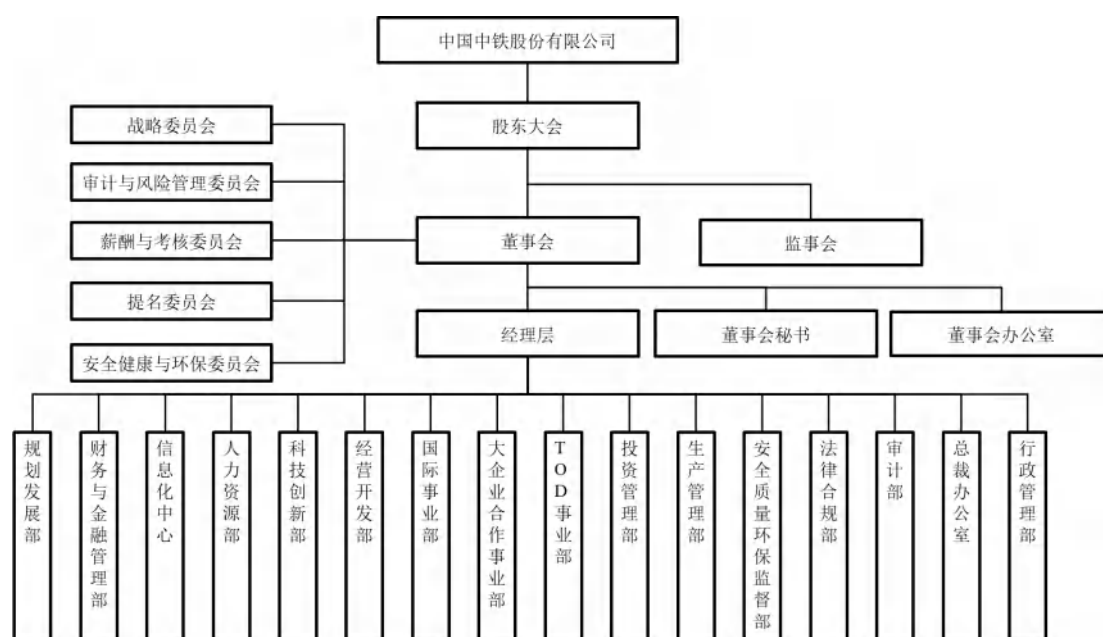 中国中铁股份有限公司
战略委员会
股东大会
审计与风险管理委员会
薪酬与考核委员会
董事会
监事会
提名委员会
经理层
董事会秘书
董事会办公室
安全健康与环保委员会
规划发展部
财务与金融管理部
信息化中心
人力资源部
科技创新部
经营开发部
国际事业部
大企业合作事业部
TOD事业部
投资管理部
生产管理部
安全质量环保监督部
法律合规部
审计部
总裁办公室
行政管理部